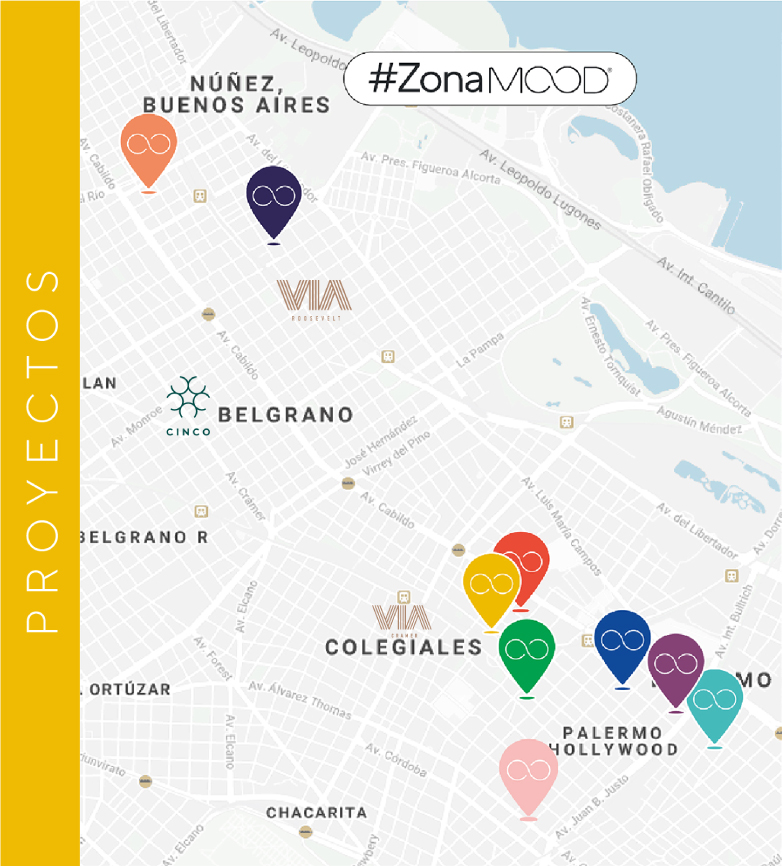 PROYECTOS
#ZonaMOOD
del Libertador
Av. Leopoldo
NÚÑEZ,
BUENOS AIRES
Av. Cabildo
Av. del
Av. Pres. Figueroa Alcorta
Av. Leopoldo Lugones
Costanera Rafael Obligado
Av. Int. Cantilo
VIA
ROOSEVELT
Av. Cabildo
La Pampa
Av. Ernesto Tornquist
Av. Pres. Figueroa Alcorta
LAN
CINCO
BELGRANO
Av. Monroe
José Hernández
Virrey del Pino
Agustín Méndez
Av. Crámer
Av. Cabildo
Av. Luis María Campos
Av. del Libertador
BELGRANO R
Av. Elcano
VIA
COLEGIALES
Av. Int. Bullrich
Av. Forest
ORTÚZAR
Av. Álvarez Thomas
MO
PALERMO
HOLLYWOOD
Av. Elcano
Av. Córdoba
Av. Juan B. Justo
CHACARITA
Av. Elcano